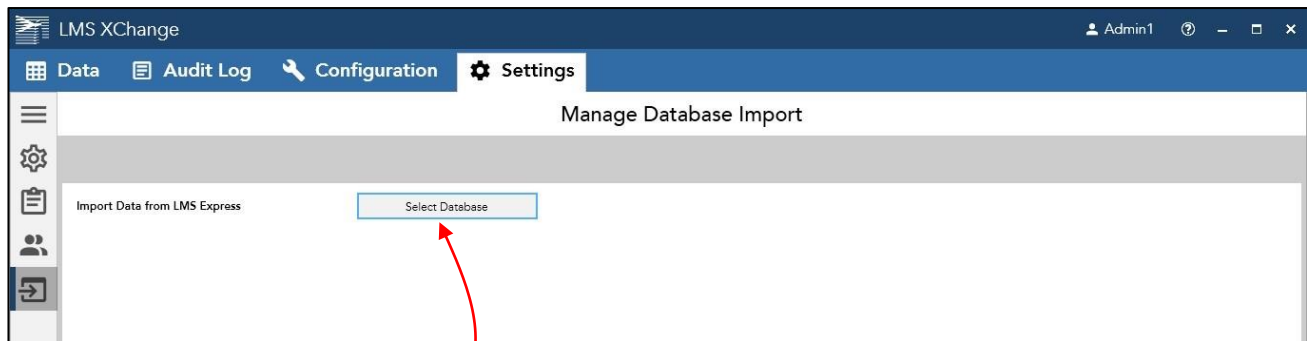 LMS XChange Admin1
Data Audit Log Configuration Settings
Manage Database Import
Import Data from LMS Express Select Database